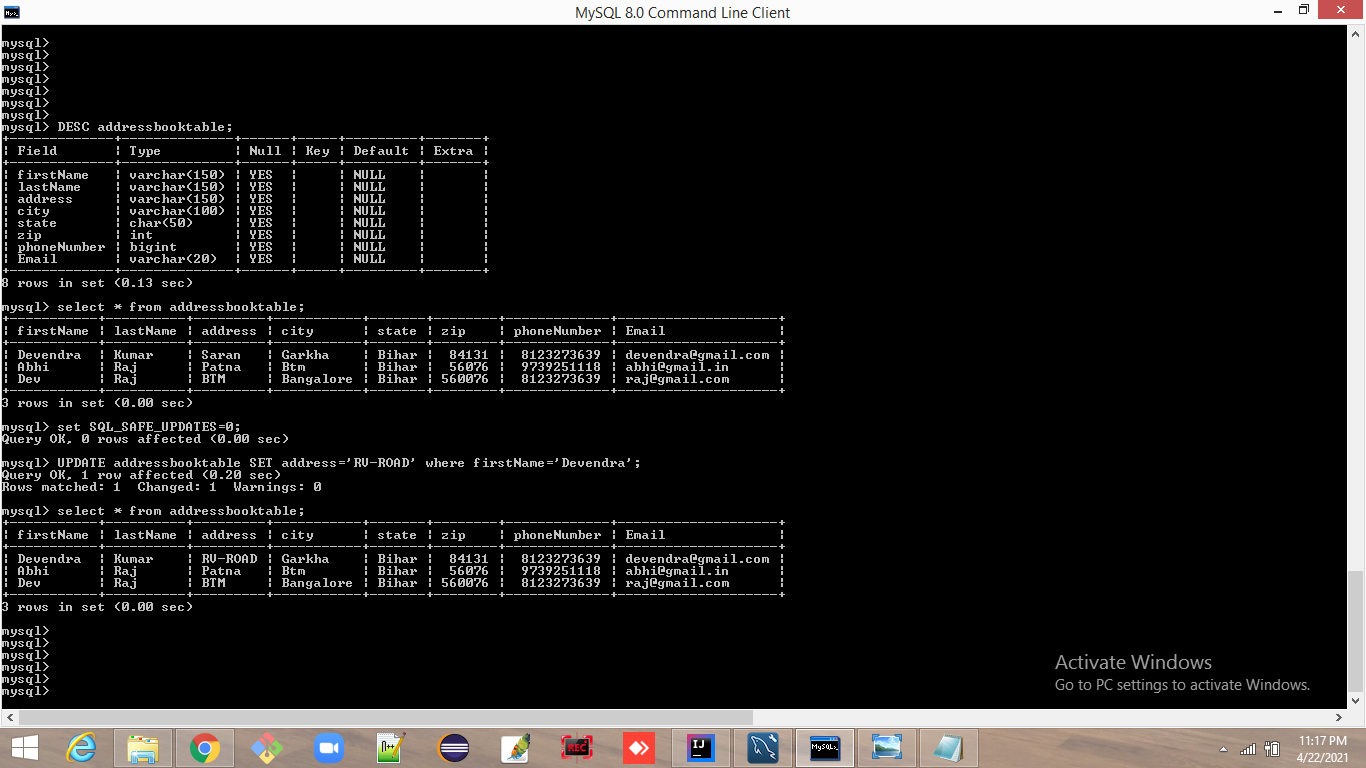 MySQL 8.0 Command Line Client
mysql>
mysql>
mysql>
mysql>
mysql>
mysql>
mysql>
mysql> DESC addressbooktable;
+-------------+--------------+------+-----+---------+-------+
| Field | Type | Null | Key | Default | Extra |
+-------------+--------------+------+-----+---------+-------+
| firstName | varchar(150) | YES | | NULL | |
| lastName | varchar(150) | YES | | NULL | |
| address | varchar(150) | YES | | NULL | |
| city | varchar(100) | YES | | NULL | |
| state | char(50) | YES | | NULL | |
| zip | int | YES | | NULL | |
| phoneNumber | bigint | YES | | NULL | |
| Email | varchar(20) | YES | | NULL | |
+-------------+--------------+------+-----+---------+-------+
8 rows in set (0.13 sec)
mysql> select * from addressbooktable;
+-----------+----------+---------+-----------+-------+--------+-------------+--------------------+
| firstName | lastName | address | city | state | zip | phoneNumber | Email |
+-----------+----------+---------+-----------+-------+--------+-------------+--------------------+
| Devendra | Kumar | Saran | Garkha | Bihar | 84131 | 8123273639 | devendra@gmail.com |
| Abhi | Raj | Patna | Btm | Bihar | 56076 | 9739251118 | abhi@gmail.in |
| Dev | Raj | BTM | Bangalore | Bihar | 560076 | 8123273639 | raj@gmail.com |
+-----------+----------+---------+-----------+-------+--------+-------------+--------------------+
3 rows in set (0.00 sec)
mysql> set SQL_SAFE_UPDATES=0;
Query OK, 0 rows affected (0.00 sec)
mysql> UPDATE addressbooktable SET address='RV-ROAD' where firstName='Devendra';
Query OK, 1 row affected (0.20 sec)
Rows matched: 1 Changed: 1 Warnings: 0
mysql> select * from addressbooktable;
+-----------+----------+---------+-----------+-------+--------+-------------+--------------------+
| firstName | lastName | address | city | state | zip | phoneNumber | Email |
+-----------+----------+---------+-----------+-------+--------+-------------+--------------------+
| Devendra | Kumar | RV-ROAD | Garkha | Bihar | 84131 | 8123273639 | devendra@gmail.com |
| Abhi | Raj | Patna | Btm | Bihar | 56076 | 9739251118 | abhi@gmail.in |
| Dev | Raj | BTM | Bangalore | Bihar | 560076 | 8123273639 | raj@gmail.com |
+-----------+----------+---------+-----------+-------+--------+-------------+--------------------+
3 rows in set (0.00 sec)
mysql>
mysql>
mysql>
mysql>
mysql>
mysql>
Activate Windows
Go to PC settings to activate Windows.
REC
IJ
MySQL>
11:17 PM
4/22/2021